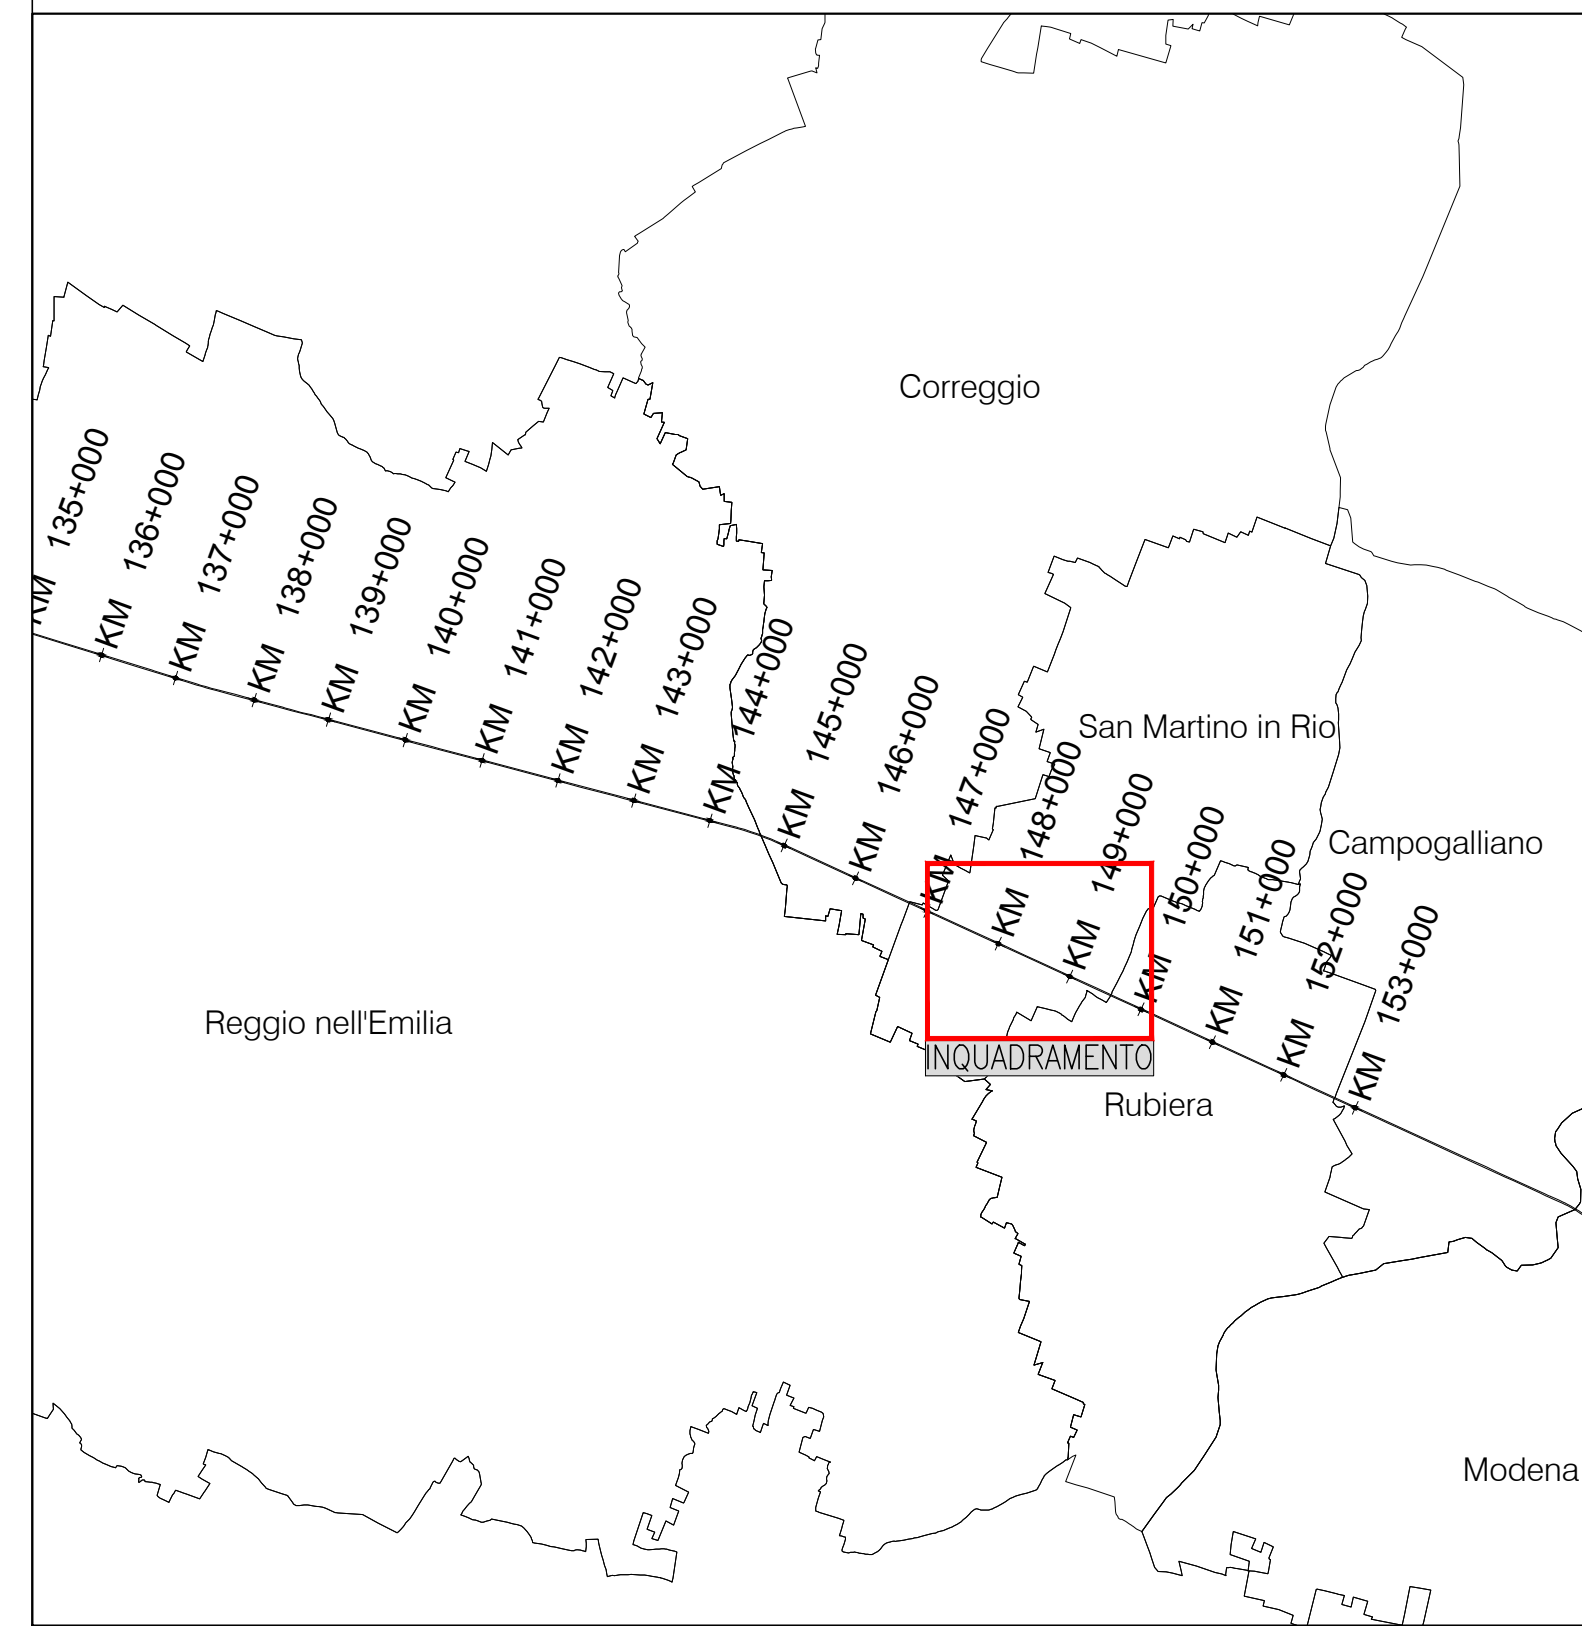 Correggio
KM 135+000
KM 136+000
KM 137+000
KM 138+000
KM 139+000
KM 140+000
KM 141+000
KM 142+000
KM 143+000
KM 144+000
KM 145+000
KM 146+000
KM 147+000
KM 148+000
KM 149+000
KM 150+000
KM 151+000
KM 152+000
KM 153+000
San Martino in Rio
Campogalliano
Reggio nell'Emilia
INQUADRAMENTO
Rubiera
Modena